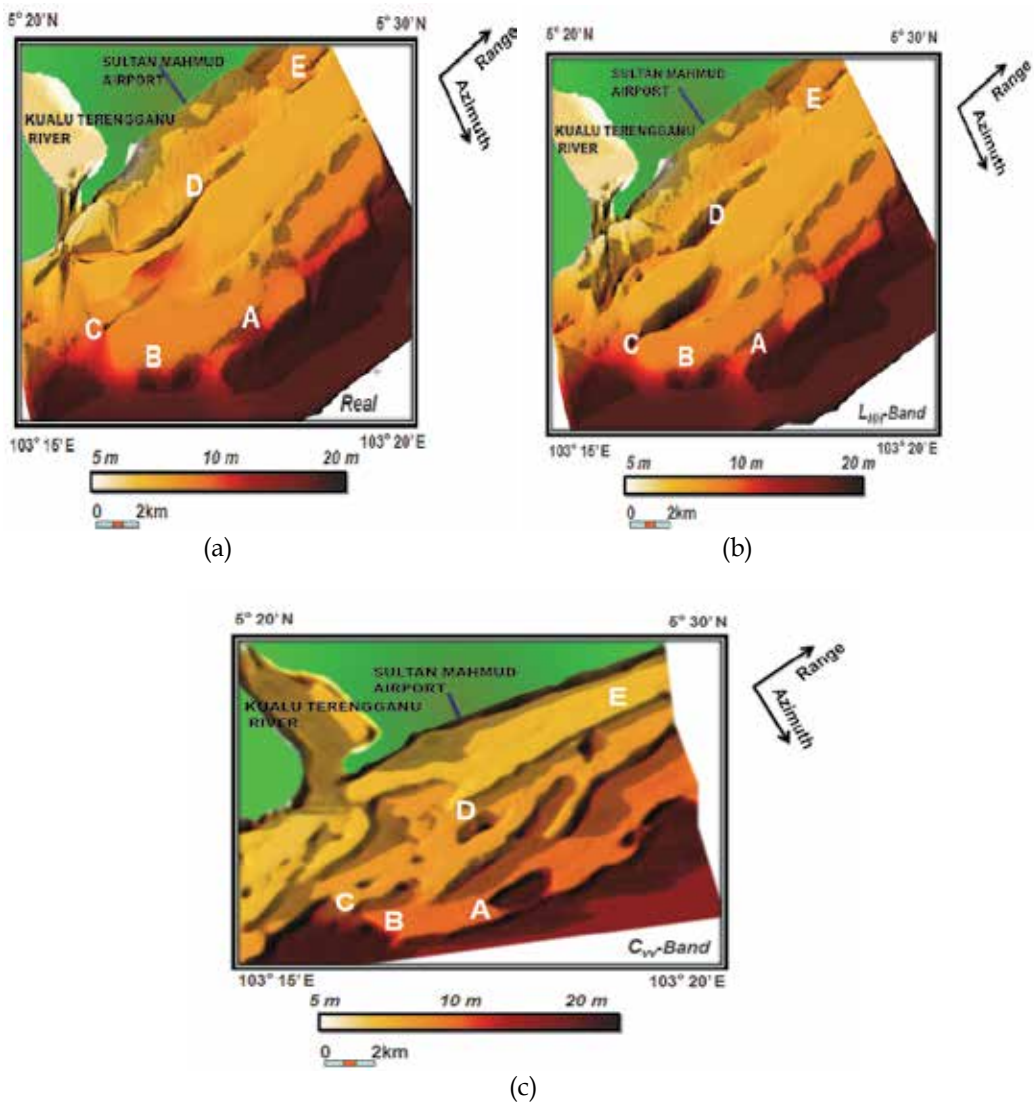 5° 20' N
5° 30' N
SULTAN MAHMUD
AIRPORT
KUALU TERENGGANU
RIVER
E
D
C
B
A
Real
Range
Azimuth
103° 15' E
103° 20' E
5 m 10 m 20 m
0 2km
(a)
5° 20' N
5° 30' N
SULTAN MAHMUD
AIRPORT
KUALU TERENGGANU
RIVER
E
D
C
B
A
L_HH-Band
Range
Azimuth
103° 15' E
103° 20' E
5 m 10 m 20 m
0 2km
(b)
5° 20' N
5° 30' N
SULTAN MAHMUD
AIRPORT
KUALU TERENGGANU
RIVER
E
D
C
B
A
C_VV-Band
Range
Azimuth
103° 15' E
103° 20' E
5 m 10 m 20 m
0 2km
(c)